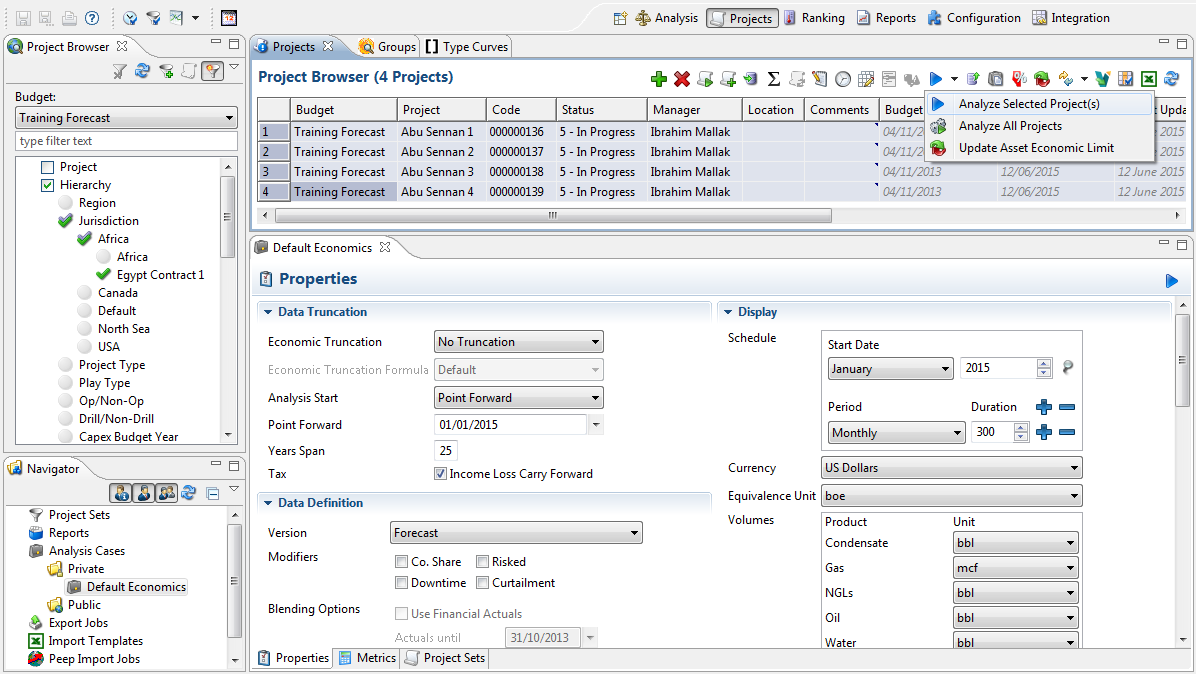 12
Analysis Projects Ranking Reports Configuration Integration
Project Browser
Budget:
Training Forecast
type filter text
Project
Hierarchy
Region
Jurisdiction
Africa
Africa
Egypt Contract 1
Canada
Default
North Sea
USA
Project Type
Play Type
Op/Non-Op
Drill/Non-Drill
Capex Budget Year
Navigator
Project Sets
Reports
Analysis Cases
Private
Default Economics
Public
Export Jobs
Import Templates
Peep Import Jobs
Projects Groups Type Curves
Project Browser (4 Projects)
Budget Project Code Status Manager Location Comments Budget
1 Training Forecast Abu Sennan 1 000000136 5 - In Progress Ibrahim Mallak 04/11/2 2015
2 Training Forecast Abu Sennan 2 000000137 5 - In Progress Ibrahim Mallak 04/11/2 2015
3 Training Forecast Abu Sennan 3 000000138 5 - In Progress Ibrahim Mallak 04/11/2013 12/06/2015 12 June 2015
4 Training Forecast Abu Sennan 4 000000139 5 - In Progress Ibrahim Mallak 04/11/2013 12/06/2015 12 June 2015
Analyze Selected Project(s)
Analyze All Projects
Update Asset Economic Limit
Default Economics
Properties
Data Truncation
Economic Truncation No Truncation
Economic Truncation Formula Default
Analysis Start Point Forward
Point Forward 01/01/2015
Years Span 25
Tax Income Loss Carry Forward
Data Definition
Version Forecast
Modifiers Co. Share Risked
Downtime Curtailment
Blending Options Use Financial Actuals
Actuals until 31/10/2013
Display
Schedule
Start Date
January 2015
Period Duration
Monthly 300
Currency US Dollars
Equivalence Unit boe
Volumes
Product Unit
Condensate bbl
Gas mcf
NGLs bbl
Oil bbl
Water bbl
Properties Metrics Project Sets